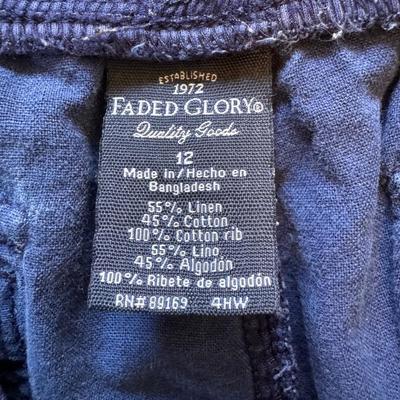 ESTABLISHED
1972
FADED GLORY®
Quality Goods
12
Made in/Hecho en
Bangladesh
55% Linen
45% Cotton
100% Cotton rib
55% Lino
45% Algodón
100% Ribete de algodón
RN# 89169 4HW